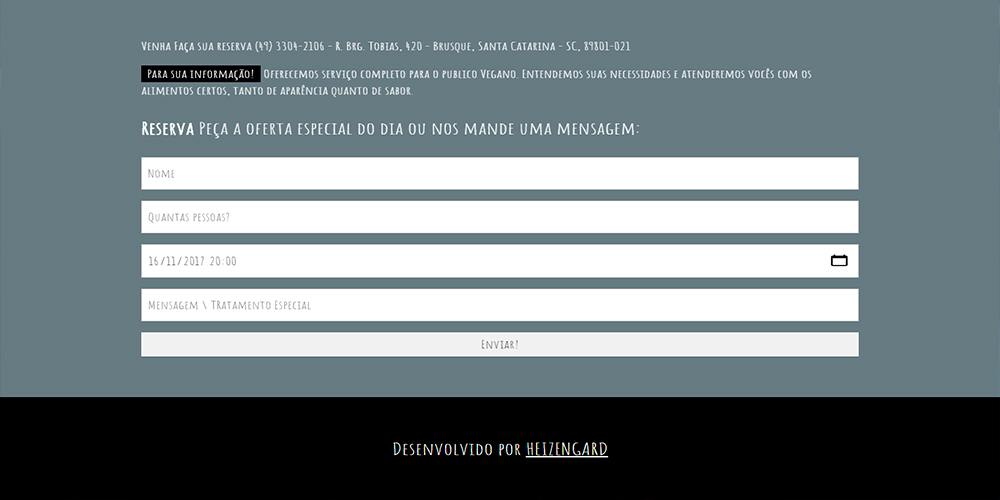 Venha Faça sua reserva (49) 3304-2106 - R. Brg. Tobias, 420 - Brusque, Santa Catarina - SC, 89801-021
Para sua informação! Oferecemos serviço completo para o publico Vegano. Entendemos suas necessidades e atenderemos vocês com os
alimentos certos, tanto de aparência quanto de sabor.
Reserva Peça a oferta especial do dia ou nos mande uma mensagem:
Nome
Quantas pessoas?
16/11/2017 20:00
Mensagem \ TRatamento Especial
Enviar!
Desenvolvido por HEIZENGARD